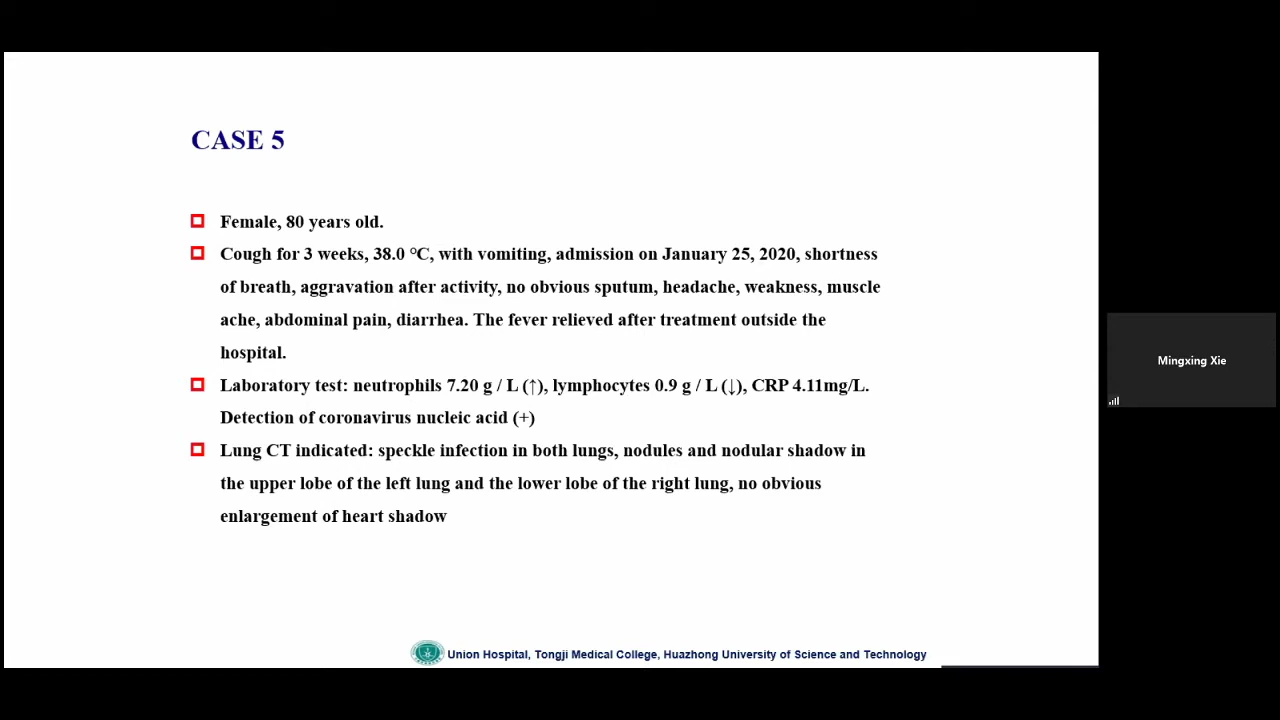 CASE 5
Female, 80 years old.
Cough for 3 weeks, 38.0 ℃, with vomiting, admission on January 25, 2020, shortness
of breath, aggravation after activity, no obvious sputum, headache, weakness, muscle
ache, abdominal pain, diarrhea. The fever relieved after treatment outside the
hospital.
Laboratory test: neutrophils 7.20 g / L (↑), lymphocytes 0.9 g / L (↓), CRP 4.11mg/L.
Detection of coronavirus nucleic acid (+)
Lung CT indicated: speckle infection in both lungs, nodules and nodular shadow in
the upper lobe of the left lung and the lower lobe of the right lung, no obvious
enlargement of heart shadow
Union Hospital, Tongji Medical College, Huazhong University of Science and Technology
Mingxing Xie